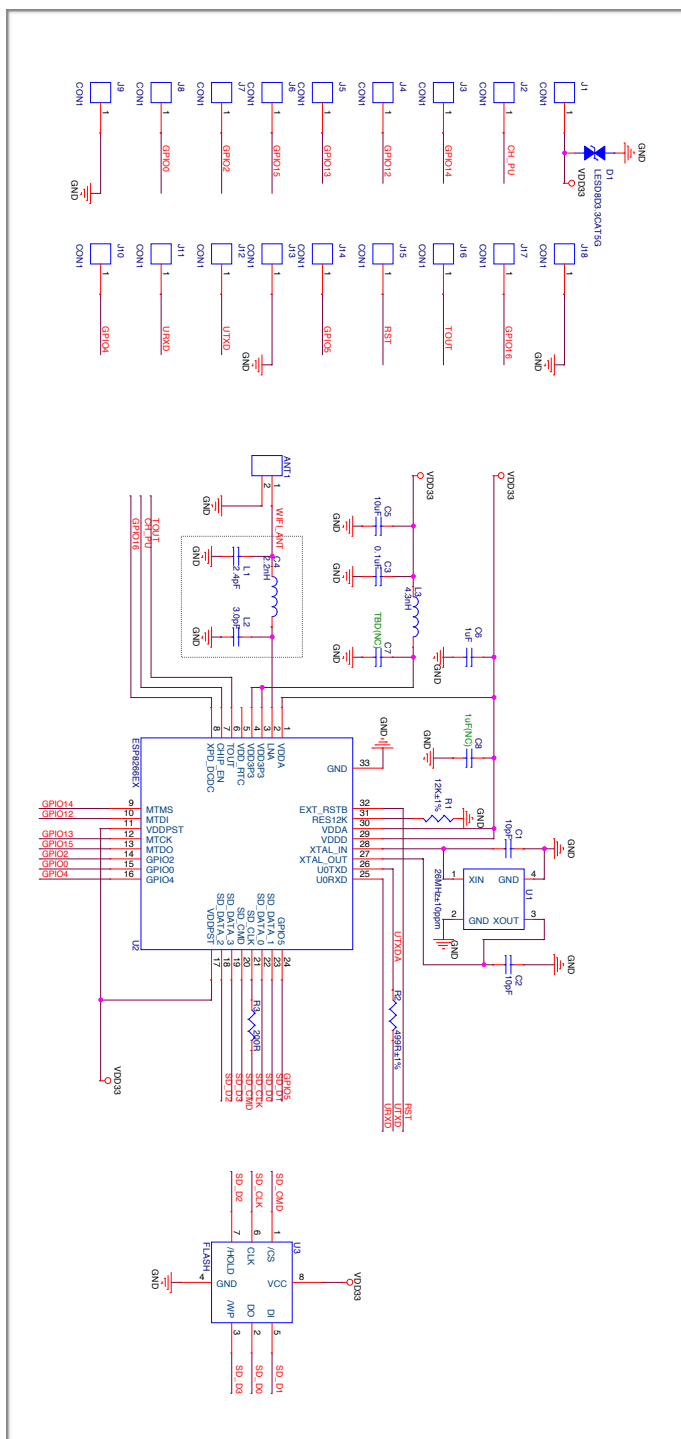 J9
CON1
1
GND
J8
CON1
1
GPIO0
J7
CON1
1
GPIO2
J6
CON1
1
GPIO15
J5
CON1
1
GPIO13
J4
CON1
1
GPIO12
J3
CON1
1
GPIO14
J2
CON1
1
CH_PU
J1
CON1
1
GND
D1
LESD8D3.3CAT5G
VDD33
J10
CON1
1
GPIO4
J11
CON1
1
URXD
J12
CON1
1
UTXD
J13
CON1
1
GND
J14
CON1
1
GPIO5
J15
CON1
1
RST
J16
CON1
1
TOUT
J17
CON1
1
GPIO16
J18
CON1
1
GND
ANT1
1
2
GND
WIFI_ANT
TOUT
CH_PU
GPIO16
C4
2.2nH
L1
2.4pF
GND
L2
3.0pF
GND
VDD33
C5
10uF
GND
C3
0.1uF
GND
L3
4.3nH
C7
TBD(NC)
GND
VDD33
C6
1uF
GND
C8
1uF(NC)
GND
ESP8266EX
U2
8
7
6
5
4
3
2
1
XPD_DCDC
CHIP_EN
TOUT
VDD_RTC
VDD3P3
VDD3P3
LNA
VDDA
GND
33
GND
GPIO14
9
MTMS
GPIO12
10
MTDI
11
VDDPST
GPIO13
12
MTCK
GPIO15
13
MTDO
GPIO2
14
GPIO2
GPIO0
15
GPIO0
GPIO4
16
GPIO4
EXT_RSTB
32
RES12K
31
VDDA
30
VDDD
29
XTAL_IN
28
XTAL_OUT
27
U0TXD
26
U0RXD
25
R1
12K±1%
GND
C1
10pF
GND
U1
26MHz±10ppm
1
XIN
GND
4
2
GND
XOUT
3
GND
C2
10pF
GND
VDDPST
SD_DATA_2
SD_DATA_3
SD_CMD
SD_CLK
SD_DATA_0
SD_DATA_1
GPIO5
17
18
19
20
21
22
23
24
R3
200R
UTXDA
R2
499R±1%
VDD33
SD_D2
SD_D3
SD_CMD
SD_CLK
SD_D0
SD_D1
GPIO5
URXD
UTXD
RST
SD_D2
SD_CLK
SD_CMD
7
6
1
U3
FLASH
/HOLD
CLK
/CS
4
GND
VCC
8
GND
VDD33
/WP
DO
DI
3
2
5
SD_D3
SD_D0
SD_D1